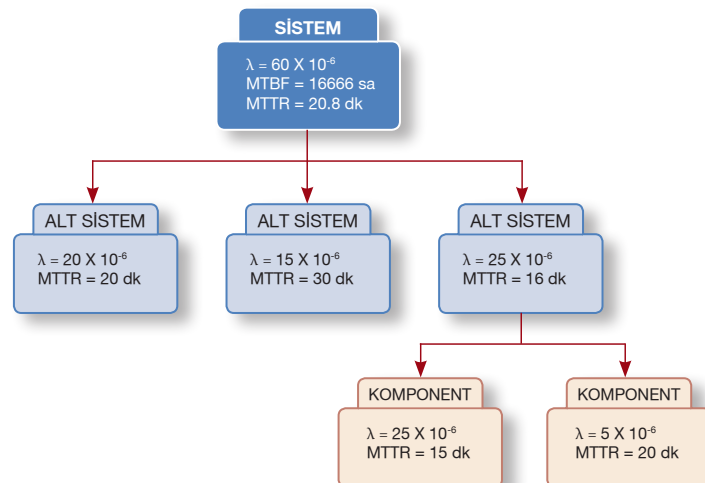 SİSTEM
λ = 60 X 10⁻⁶
MTBF = 16666 sa
MTTR = 20.8 dk
ALT SİSTEM
λ = 20 X 10⁻⁶
MTTR = 20 dk
ALT SİSTEM
λ = 15 X 10⁻⁶
MTTR = 30 dk
ALT SİSTEM
λ = 25 X 10⁻⁶
MTTR = 16 dk
KOMPONENT
λ = 25 X 10⁻⁶
MTTR = 15 dk
KOMPONENT
λ = 5 X 10⁻⁶
MTTR = 20 dk